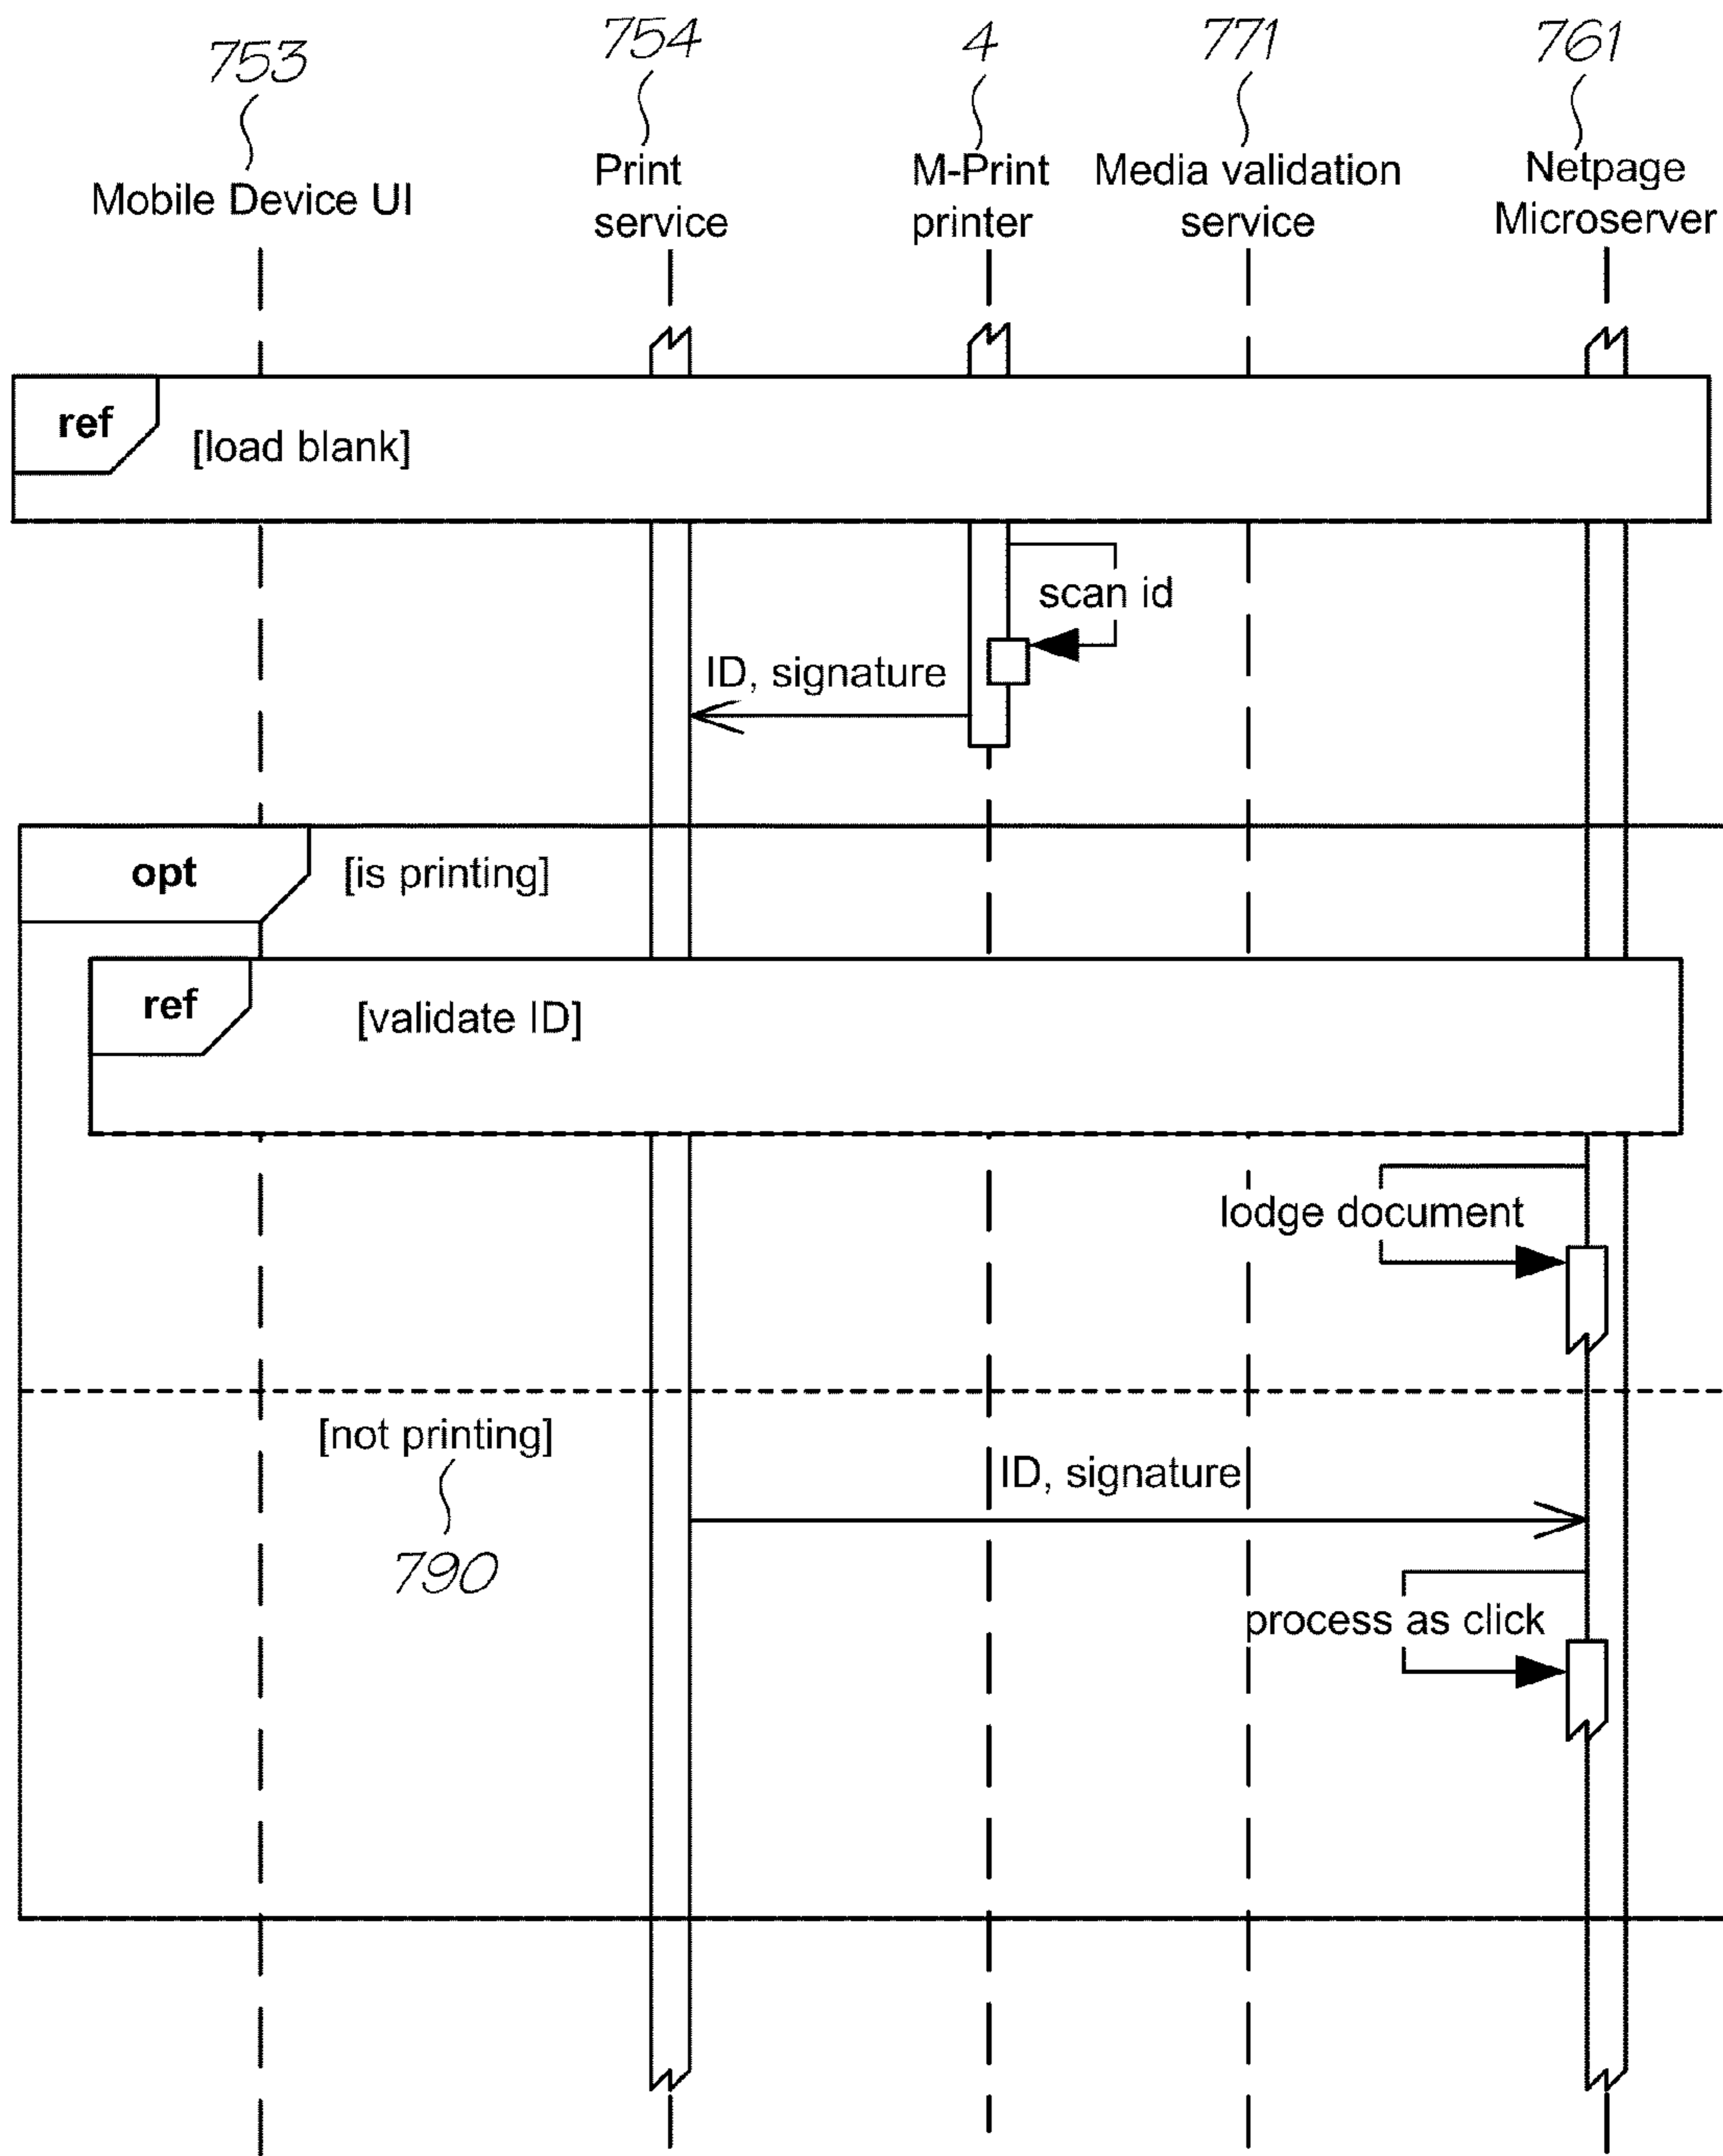 753
754
4
771
761
Mobile Device UI
Print
service
M-Print
printer
Media validation
service
Netpage
Microserver
ref
[load blank]
scan id
ID, signature
opt
[is printing]
ref
[validate ID]
lodge document
[not printing]
790
ID, signature
process as click